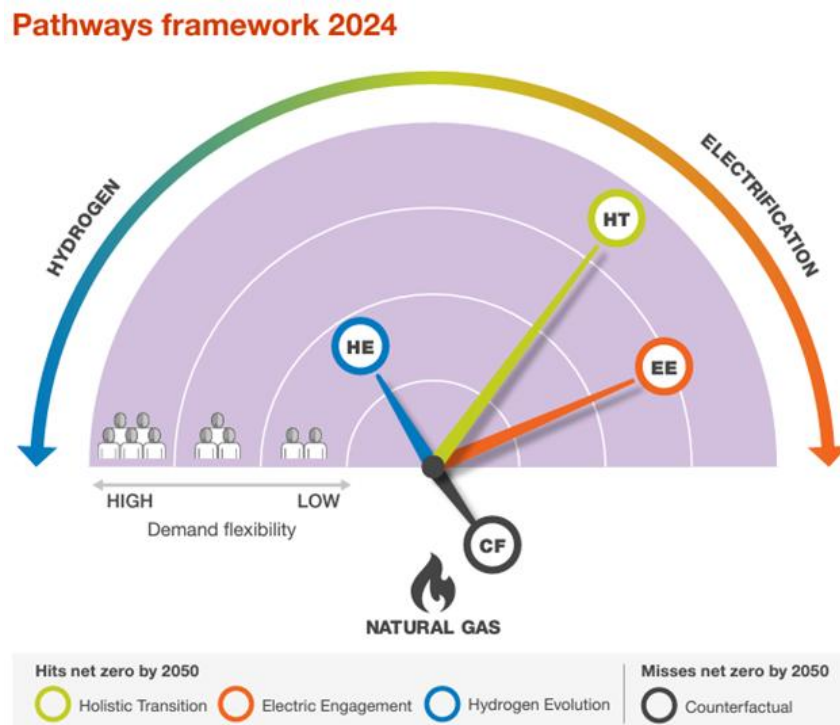 Pathways framework 2024
HYDROGEN
ELECTRIFICATION
HT
HE
EE
HIGH
LOW
Demand flexibility
CF
NATURAL GAS
Hits net zero by 2050
Misses net zero by 2050
Holistic Transition
Electric Engagement
Hydrogen Evolution
Counterfactual